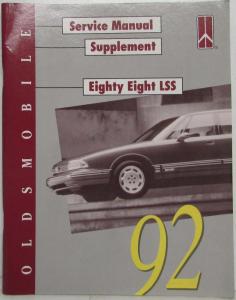 Service Manual
Supplement
Eighty Eight LSS
OLDSMOBILE
92